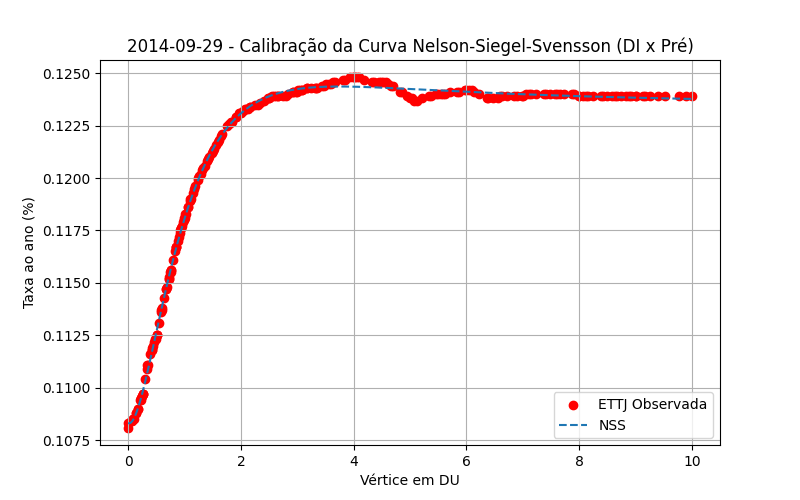 2014-09-29 - Calibração da Curva Nelson-Siegel-Svensson (DI x Pré)
Taxa ao ano (%)
0.1250
0.1225
0.1200
0.1175
0.1150
0.1125
0.1100
0.1075
ETTJ Observada
NSS
0 2 4 6 8 10
Vértice em DU